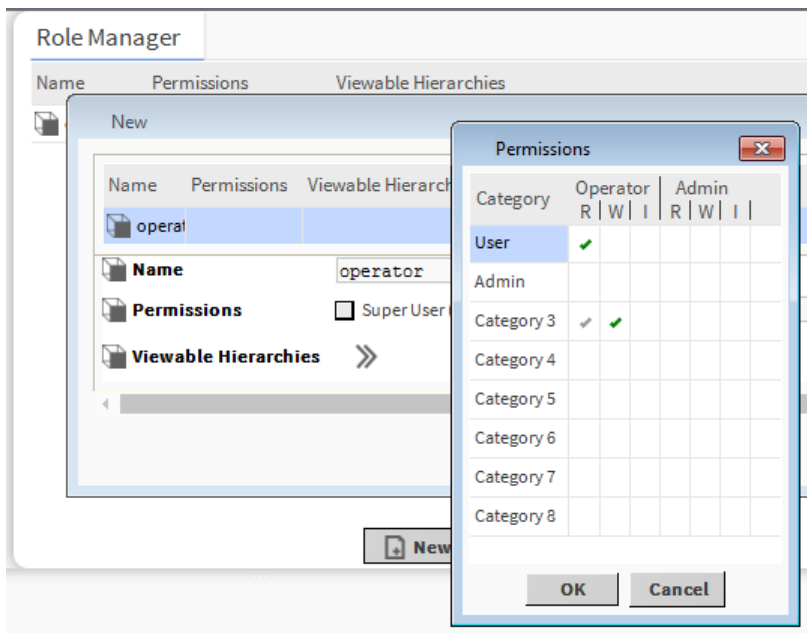 Role Manager
Name Permissions Viewable Hierarchies
New
Name Permissions Viewable Hierarch
operat
Name operator
Permissions Super User (
Viewable Hierarchies
New
Permissions
Category Operator Admin
R W I R W I
User
Admin
Category 3
Category 4
Category 5
Category 6
Category 7
Category 8
OK Cancel